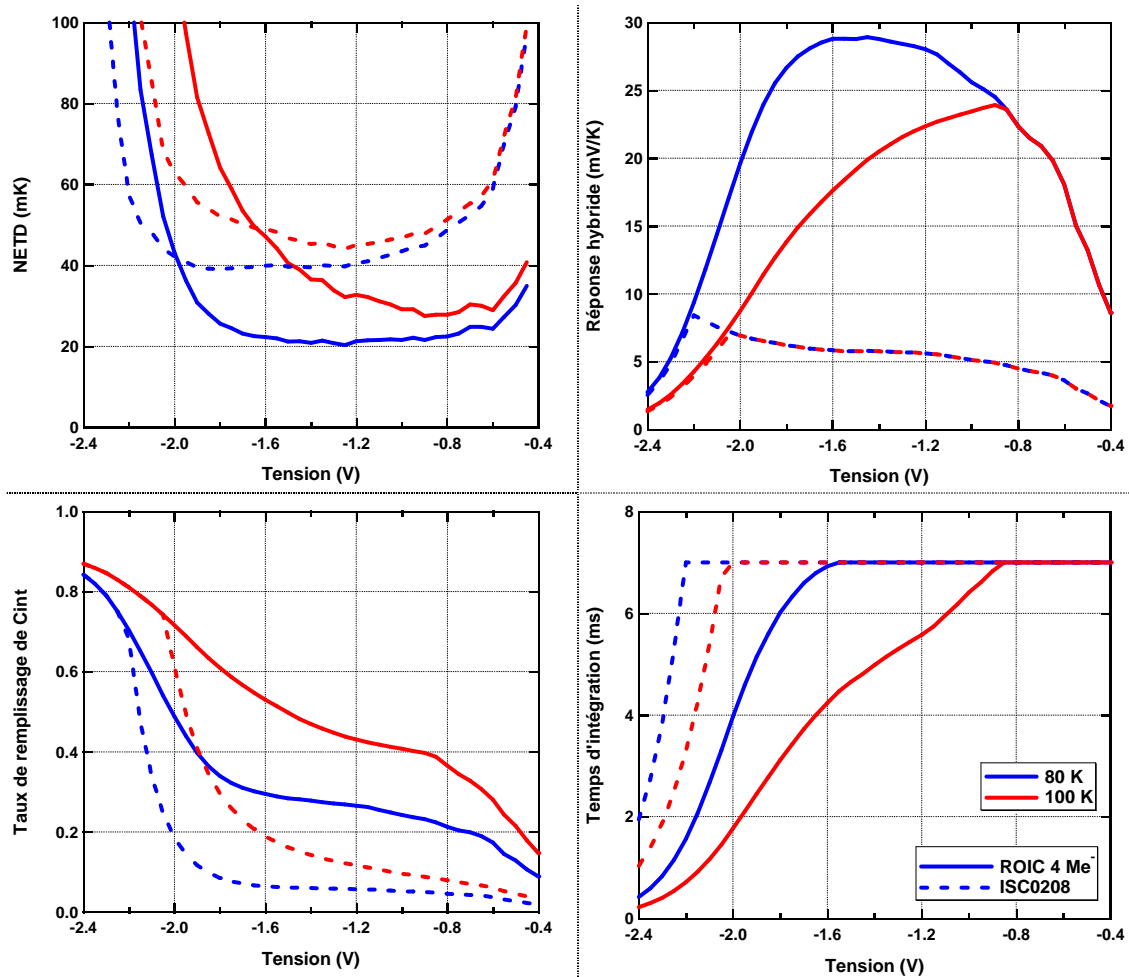 100
80
60
40
20
0
NETD (mK)
-2.4 -2.0 -1.6 -1.2 -0.8 -0.4
Tension (V)
30
25
20
15
10
5
0
Réponse hybride (mV/K)
-2.4 -2.0 -1.6 -1.2 -0.8 -0.4
Tension (V)
1.0
0.8
0.6
0.4
0.2
0.0
Taux de remplissage de Cint
-2.4 -2.0 -1.6 -1.2 -0.8 -0.4
Tension (V)
8
6
4
2
0
Temps d'intégration (ms)
80 K
100 K
ROIC 4 Me-
ISC0208
-2.4 -2.0 -1.6 -1.2 -0.8 -0.4
Tension (V)